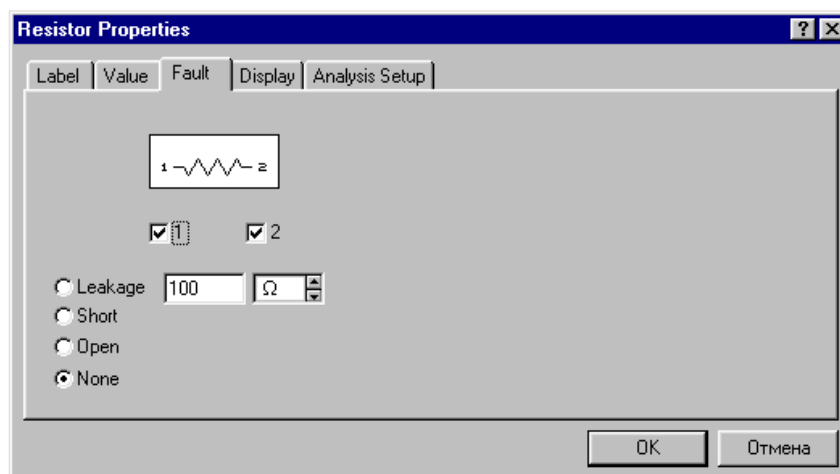 Resistor Properties
Label Value Fault Display Analysis Setup
1 2
1 2
Leakage 100 Ω
Short
Open
None
OK Отмена